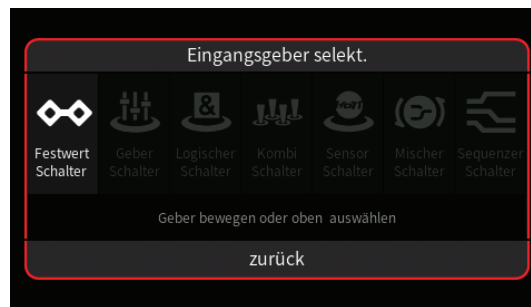 Eingangsgeber selekt.
Festwert Geber Logischer Kombi Sensor Mischer Sequenzer
Schalter Schalter Schalter Schalter Schalter Schalter Schalter
Geber bewegen oder oben auswählen
zurück